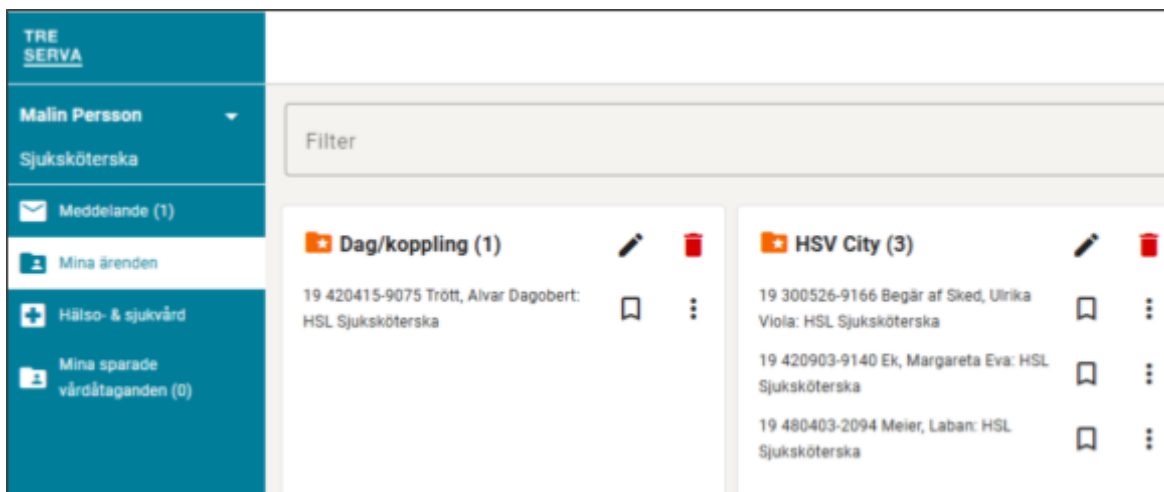 TRE
SERVA
Malin Persson
Sjuksköterska
Meddelande (1)
Mina ärenden
Hälso- & sjukvård
Mina sparade
vårdåtaganden (0)
Filter
Dag/koppling (1)
19 420415-9075 Trött, Alvar Dagobert:
HSL Sjuksköterska
HSV City (3)
19 300526-9166 Begär af Sked, Ulrika
Viola: HSL Sjuksköterska
19 420903-9140 Ek, Margareta Eva: HSL
Sjuksköterska
19 480403-2094 Meier, Laban: HSL
Sjuksköterska